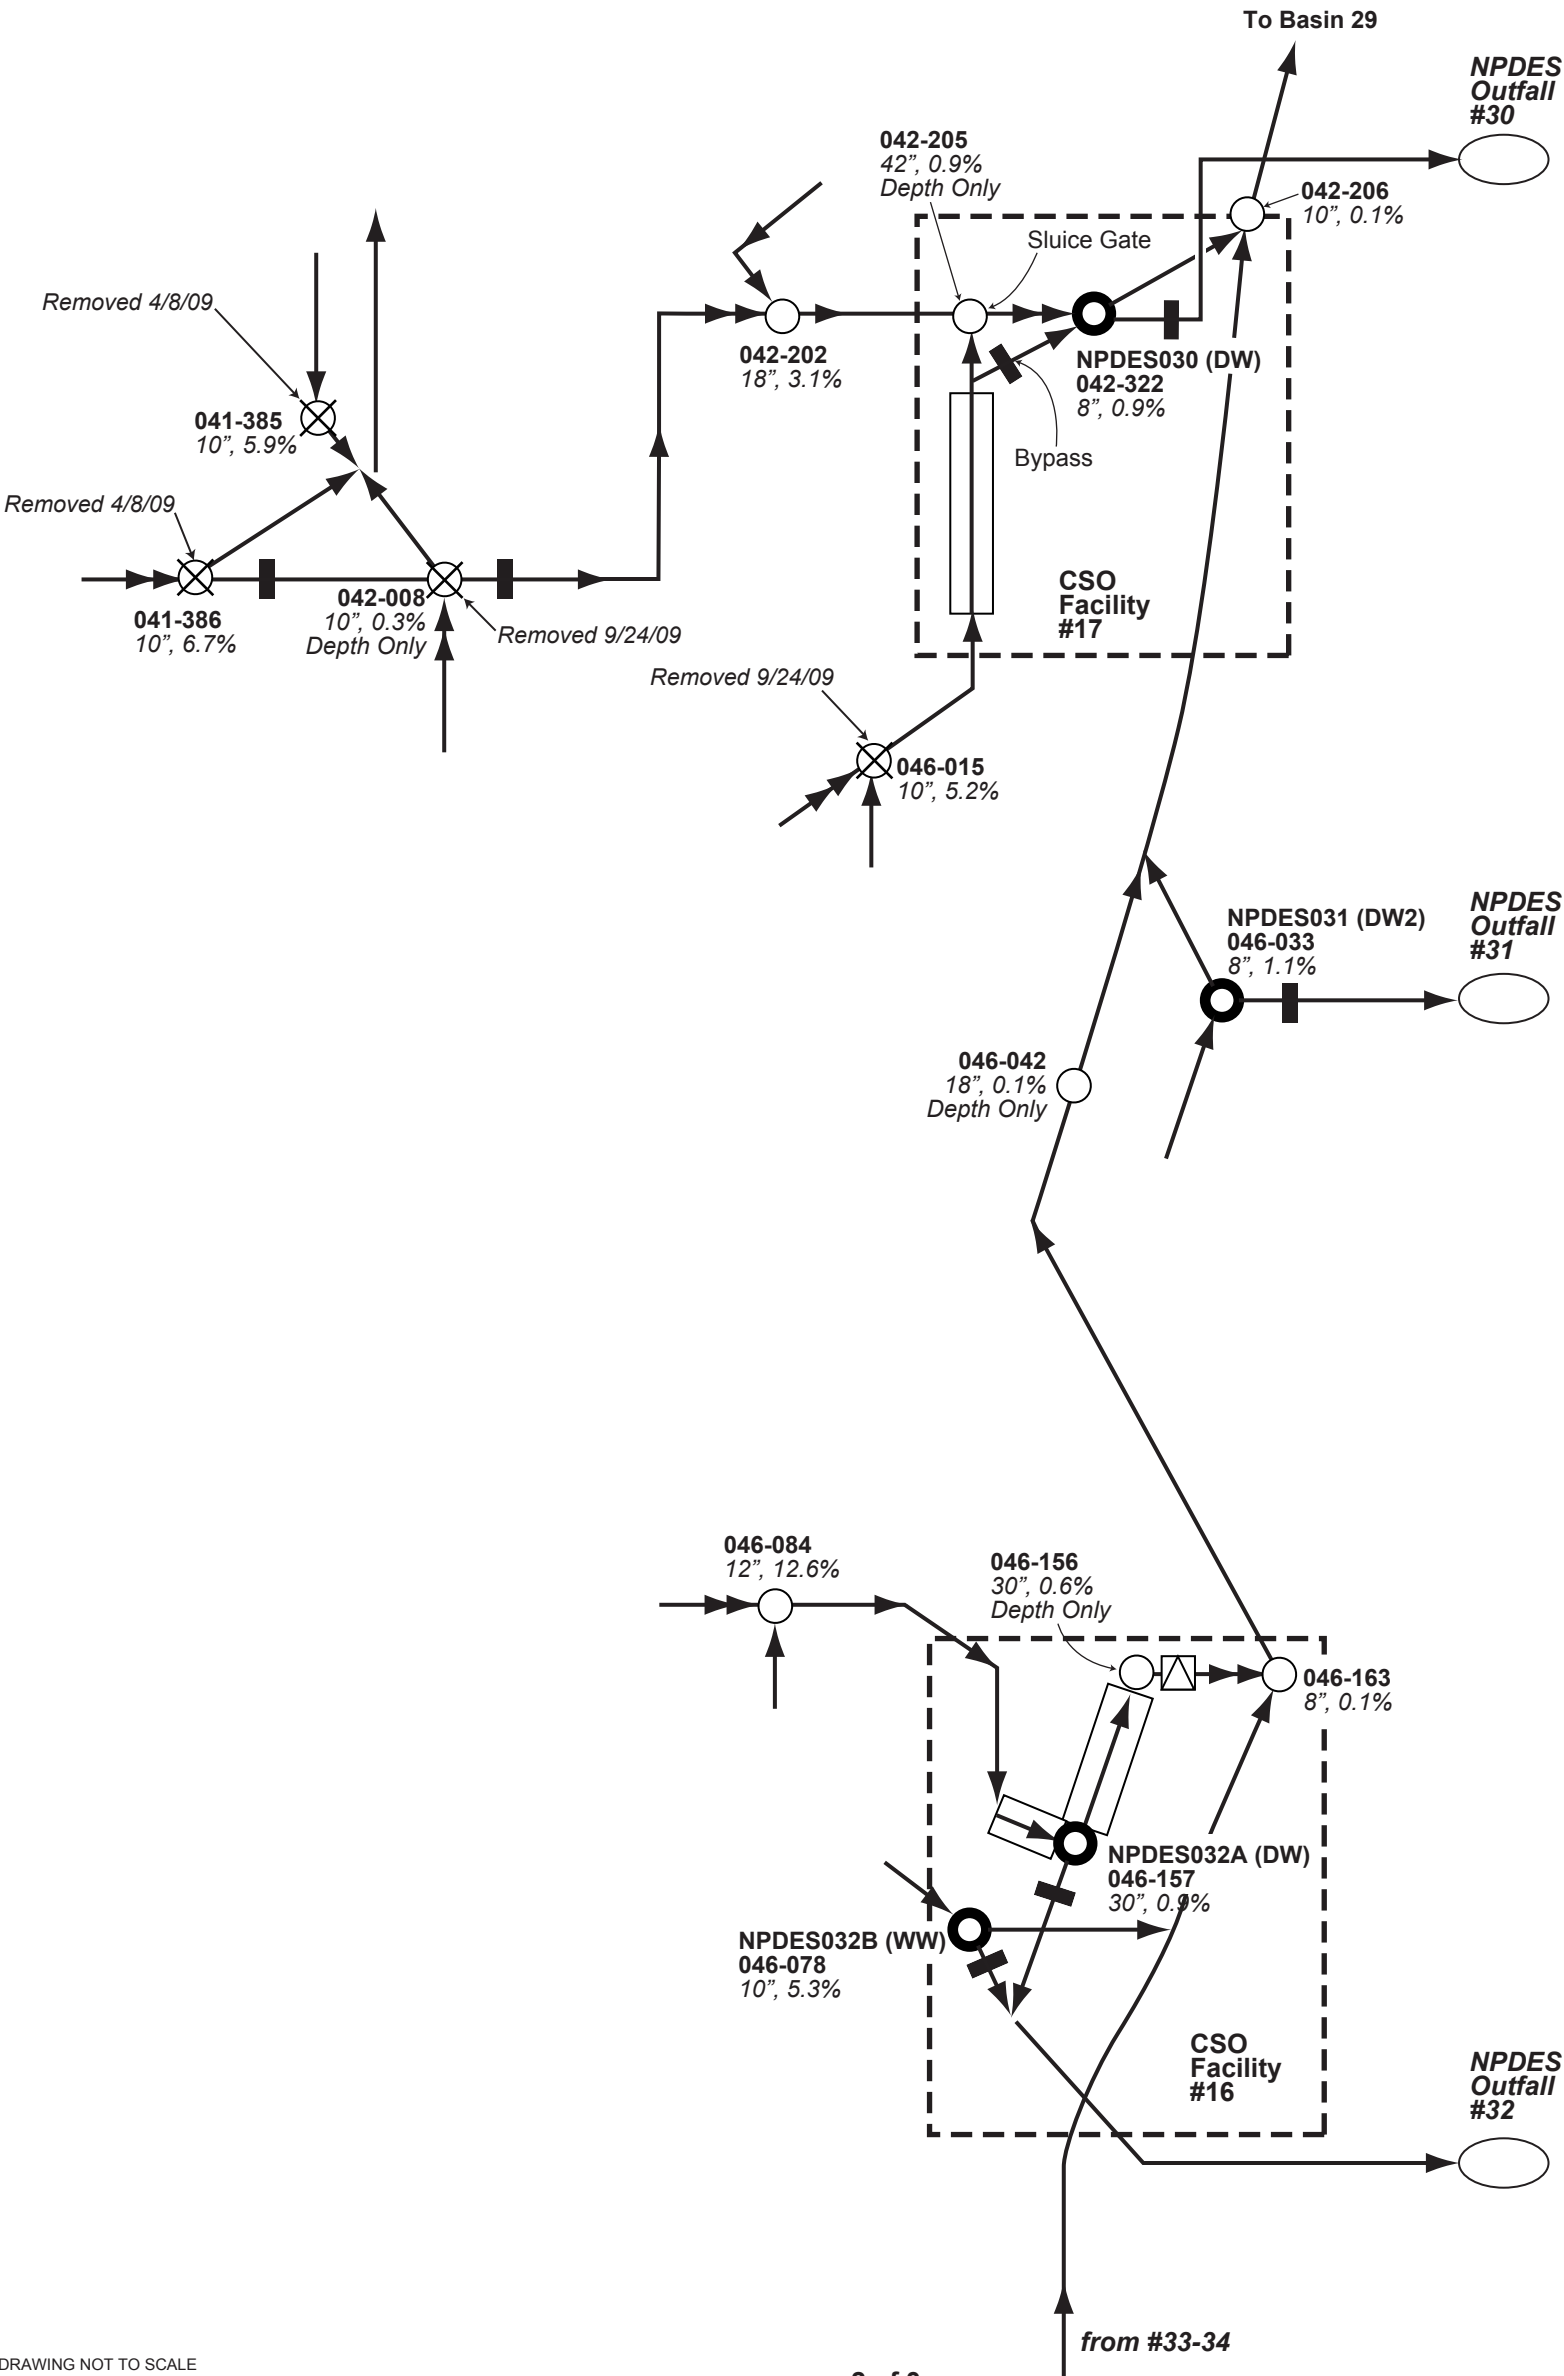 To Basin 29
NPDES
Outfall
#30
042-205
42”, 0.9%
Depth Only
042-206
10”, 0.1%
Sluice Gate
Removed 4/8/09
042-202
18”, 3.1%
NPDES030 (DW)
042-322
8”, 0.9%
041-385
10”, 5.9%
Bypass
Removed 4/8/09
CSO
Facility
#17
041-386
10”, 6.7%
042-008
10”, 0.3%
Depth Only
Removed 9/24/09
Removed 9/24/09
046-015
10”, 5.2%
NPDES031 (DW2)
046-033
8”, 1.1%
NPDES
Outfall
#31
046-042
18”, 0.1%
Depth Only
046-084
12”, 12.6%
046-156
30”, 0.6%
Depth Only
046-163
8”, 0.1%
NPDES032A (DW)
046-157
30”, 0.9%
NPDES032B (WW)
046-078
10”, 5.3%
CSO
Facility
#16
NPDES
Outfall
#32
from #33-34
DRAWING NOT TO SCALE